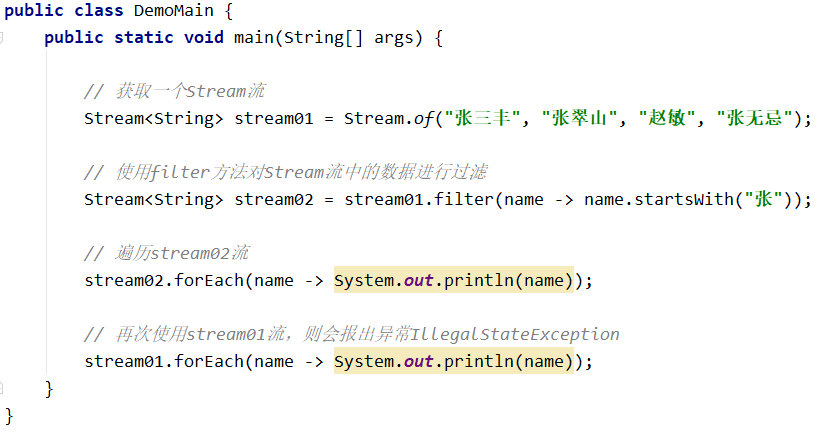 public class DemoMain {
public static void main(String[] args) {
// 获取一个Stream流
Stream<String> stream01 = Stream.of("张三丰", "张翠山", "赵敏", "张无忌");
// 使用filter方法对Stream流中的数据进行过滤
Stream<String> stream02 = stream01.filter(name -> name.startsWith("张"));
// 遍历stream02流
stream02.forEach(name -> System.out.println(name));
// 再次使用stream01流，则会报出异常IllegalStateException
stream01.forEach(name -> System.out.println(name));
}
}